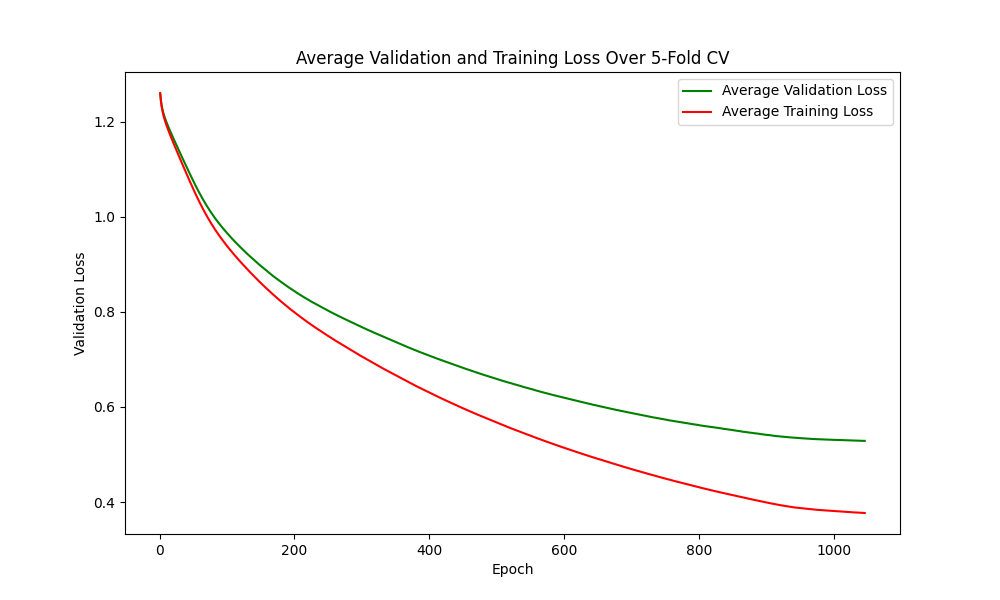 Average Validation and Training Loss Over 5-Fold CV
Average Validation Loss
Average Training Loss
Validation Loss
1.2
1.0
0.8
0.6
0.4
0
200
400
600
800
1000
Epoch